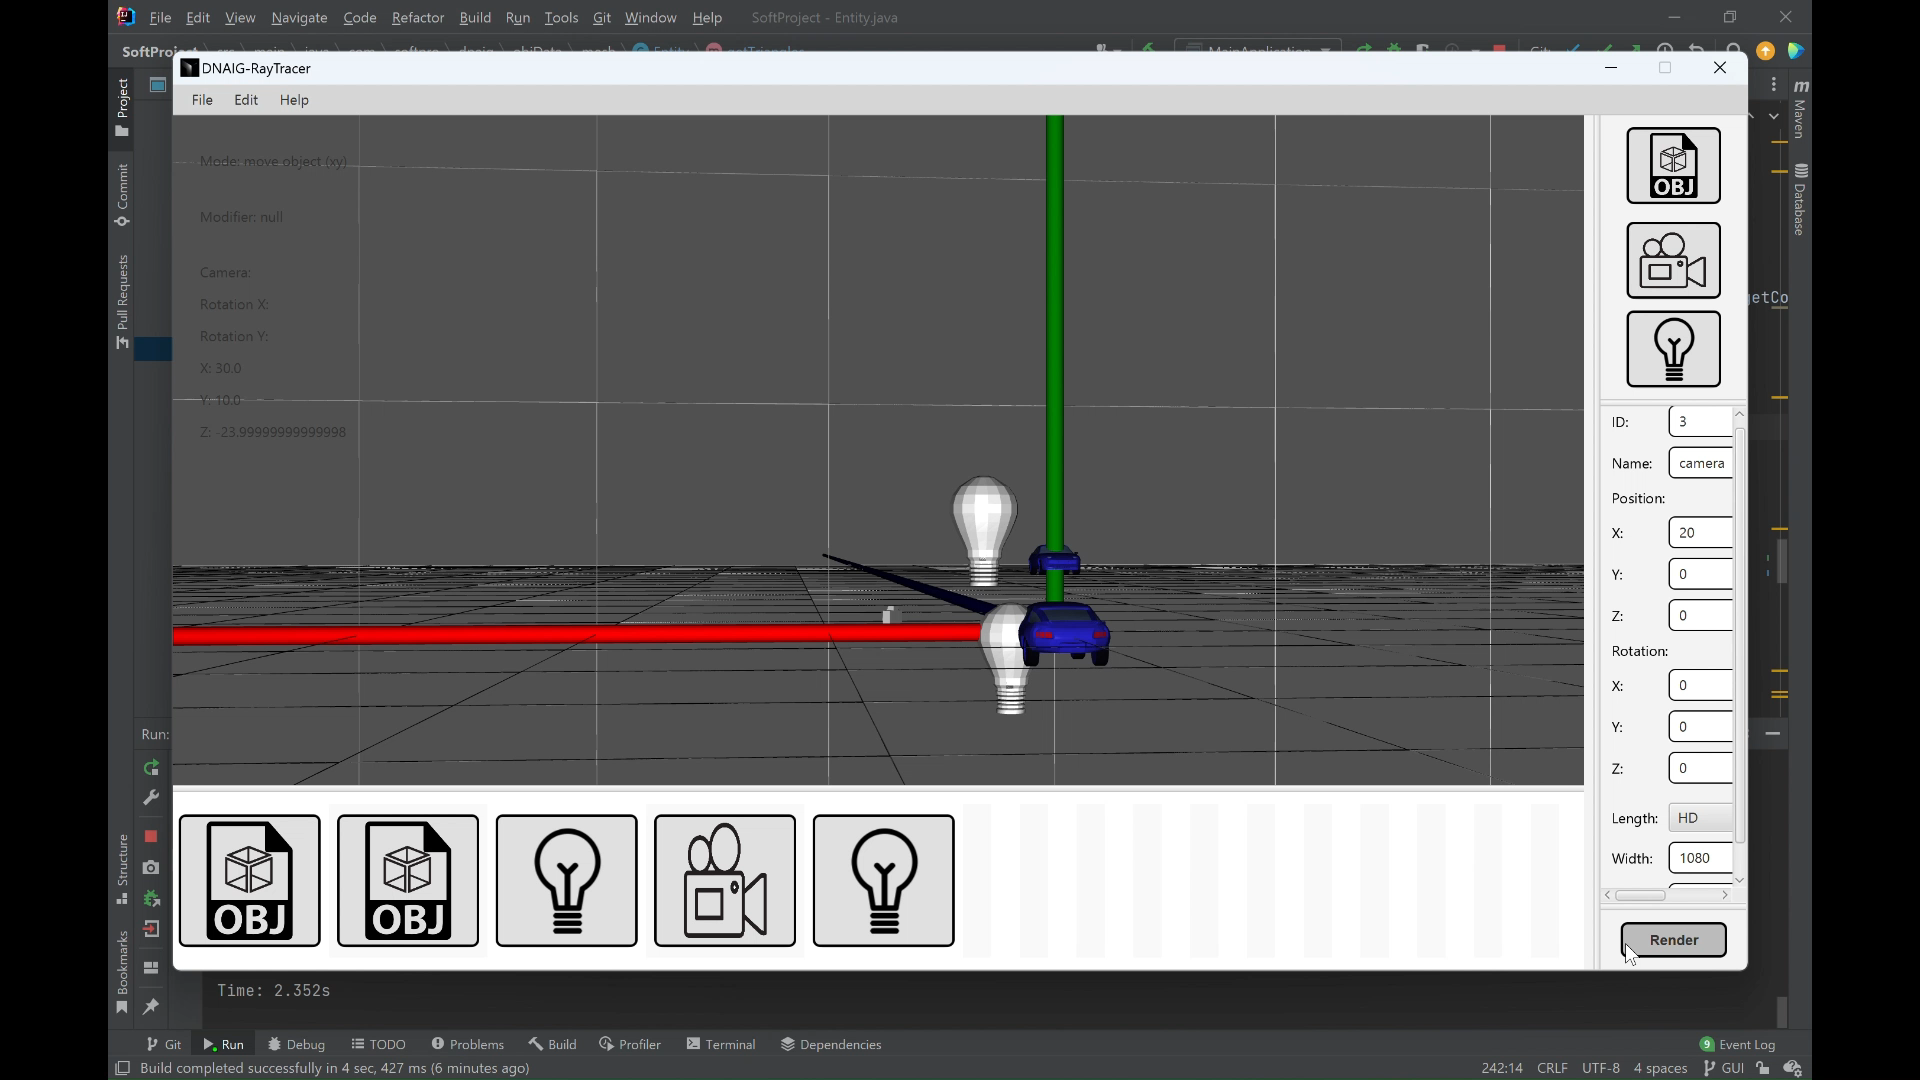 File Edit View Navigate Code Refactor Build Run Tools Git Window Help SoftProject - Entity.java
SoftProject
DNAIG-RayTracer
File Edit Help
Project
Commit
Pull Requests
Structure
Bookmarks
Maven
Database
Mode: move object (xy)
Modifier: null
Camera:
Rotation X:
Rotation Y:
X: 30.0
Y: 10.0
Z: -23.99999999999998
OBJ
getCo
ID: 3
Name: camera
Position:
X: 20
Y: 0
Z: 0
Rotation:
X: 0
Y: 0
Z: 0
Length: HD
Width: 1080
Render
Run:
OBJ
OBJ
Time: 2.352s
Git Run Debug TODO Problems Build Profiler Terminal Dependencies 9 Event Log
Build completed successfully in 4 sec, 427 ms (6 minutes ago) 242:14 CRLF UTF-8 4 spaces GUI